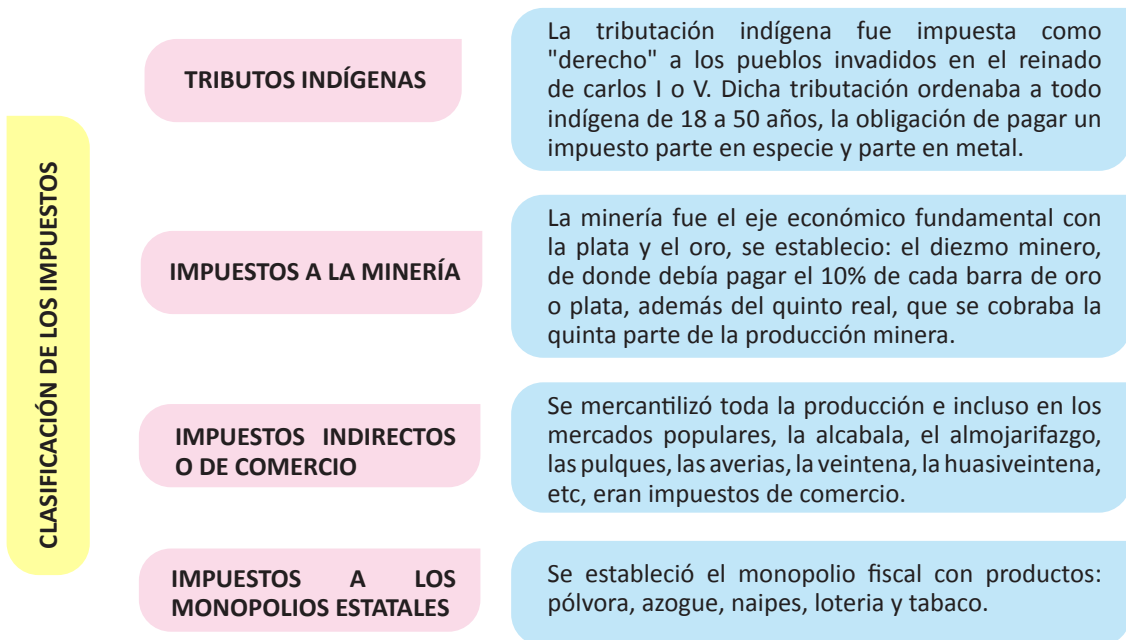 CLASIFICACIÓN DE LOS IMPUESTOS
TRIBUTOS INDÍGENAS
La tributación indígena fue impuesta como
"derecho" a los pueblos invadidos en el reinado
de carlos I o V. Dicha tributación ordenaba a todo
indígena de 18 a 50 años, la obligación de pagar un
impuesto parte en especie y parte en metal.
IMPUESTOS A LA MINERÍA
La minería fue el eje económico fundamental con
la plata y el oro, se establecio: el diezmo minero,
de donde debía pagar el 10% de cada barra de oro
o plata, además del quinto real, que se cobraba la
quinta parte de la producción minera.
IMPUESTOS INDIRECTOS
O DE COMERCIO
Se mercantilizó toda la producción e incluso en los
mercados populares, la alcabala, el almojarifazgo,
las pulques, las averias, la veintena, la huasiveintena,
etc, eran impuestos de comercio.
IMPUESTOS A LOS
MONOPOLIOS ESTATALES
Se estableció el monopolio fiscal con productos:
pólvora, azogue, naipes, loteria y tabaco.